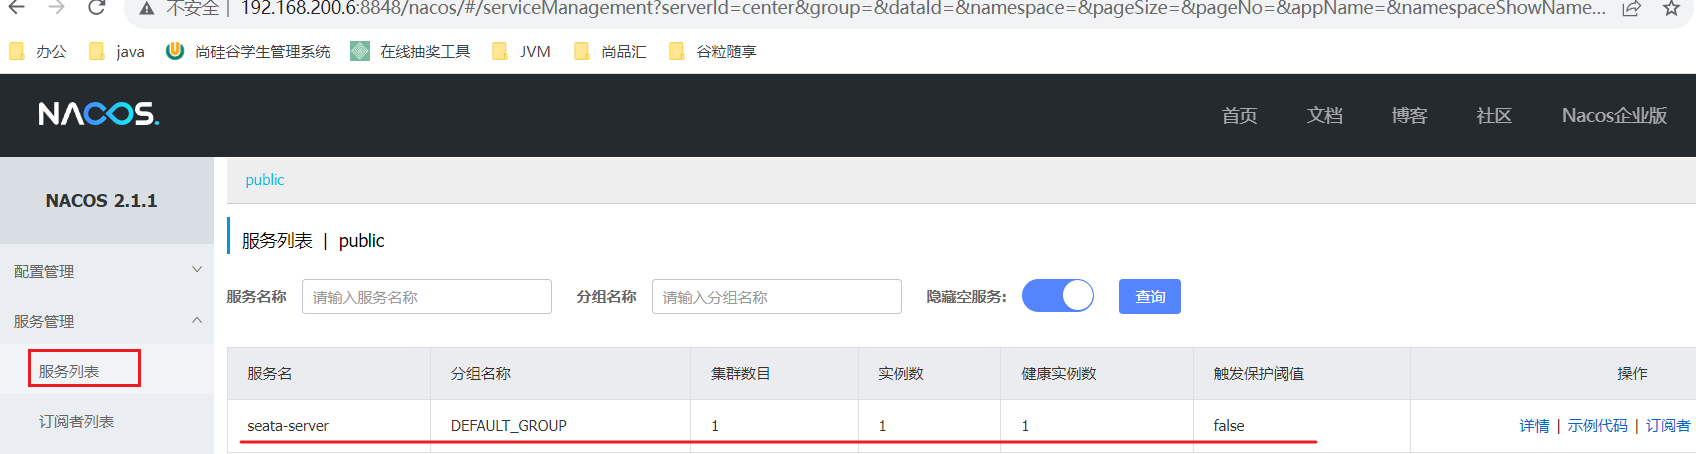 不安全 | 192.168.200.6:8848/nacos/#/serviceManagement?serverId=center&group=&dataId=&namespace=&pageSize=&pageNo=&appName=&namespaceShowName...
办公 java 尚硅谷学生管理系统 在线抽奖工具 JVM 尚品汇 谷粒随享
NACOS. 首页 文档 博客 社区 Nacos企业版
NACOS 2.1.1
配置管理
服务管理
服务列表
订阅者列表
public
服务列表 | public
服务名称 请输入服务名称 分组名称 请输入分组名称 隐藏空服务: 查询
服务名 分组名称 集群数目 实例数 健康实例数 触发保护阈值 操作
seata-server DEFAULT_GROUP 1 1 1 false 详情 | 示例代码 | 订阅者